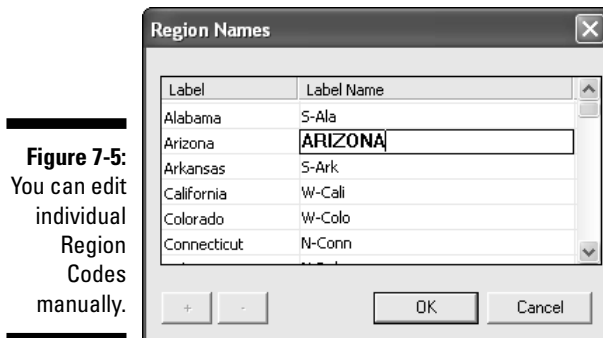 Figure 7-5:
You can edit
individual
Region
Codes
manually.
Region Names
Label Label Name
Alabama S-Ala
Arizona ARIZONA
Arkansas S-Ark
California W-Cali
Colorado W-Colo
Connecticut N-Conn
+ -
OK Cancel